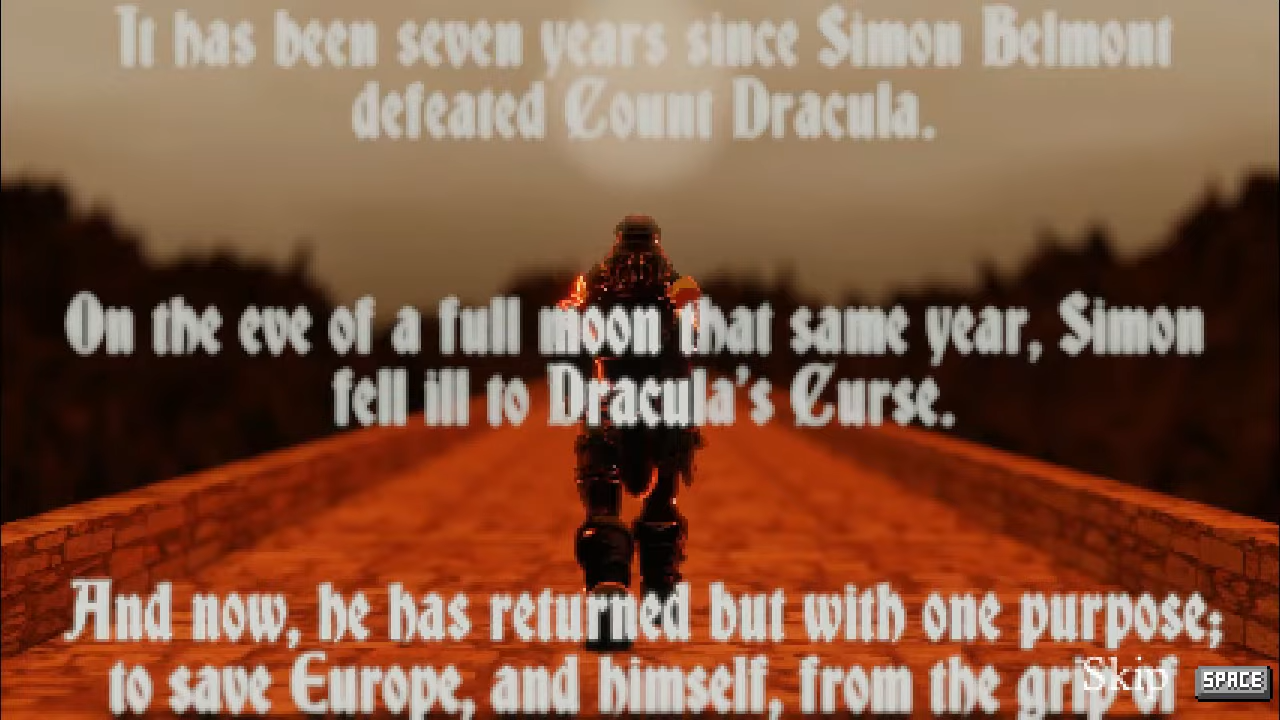 It has been seven years since Simon Belmont
defeated Count Dracula.
On the eve of a full moon that same year, Simon
fell ill to Dracula's Curse.
And now, he has returned but with one purpose;
to save Europe, and himself, from the grip of
Skip SPACE